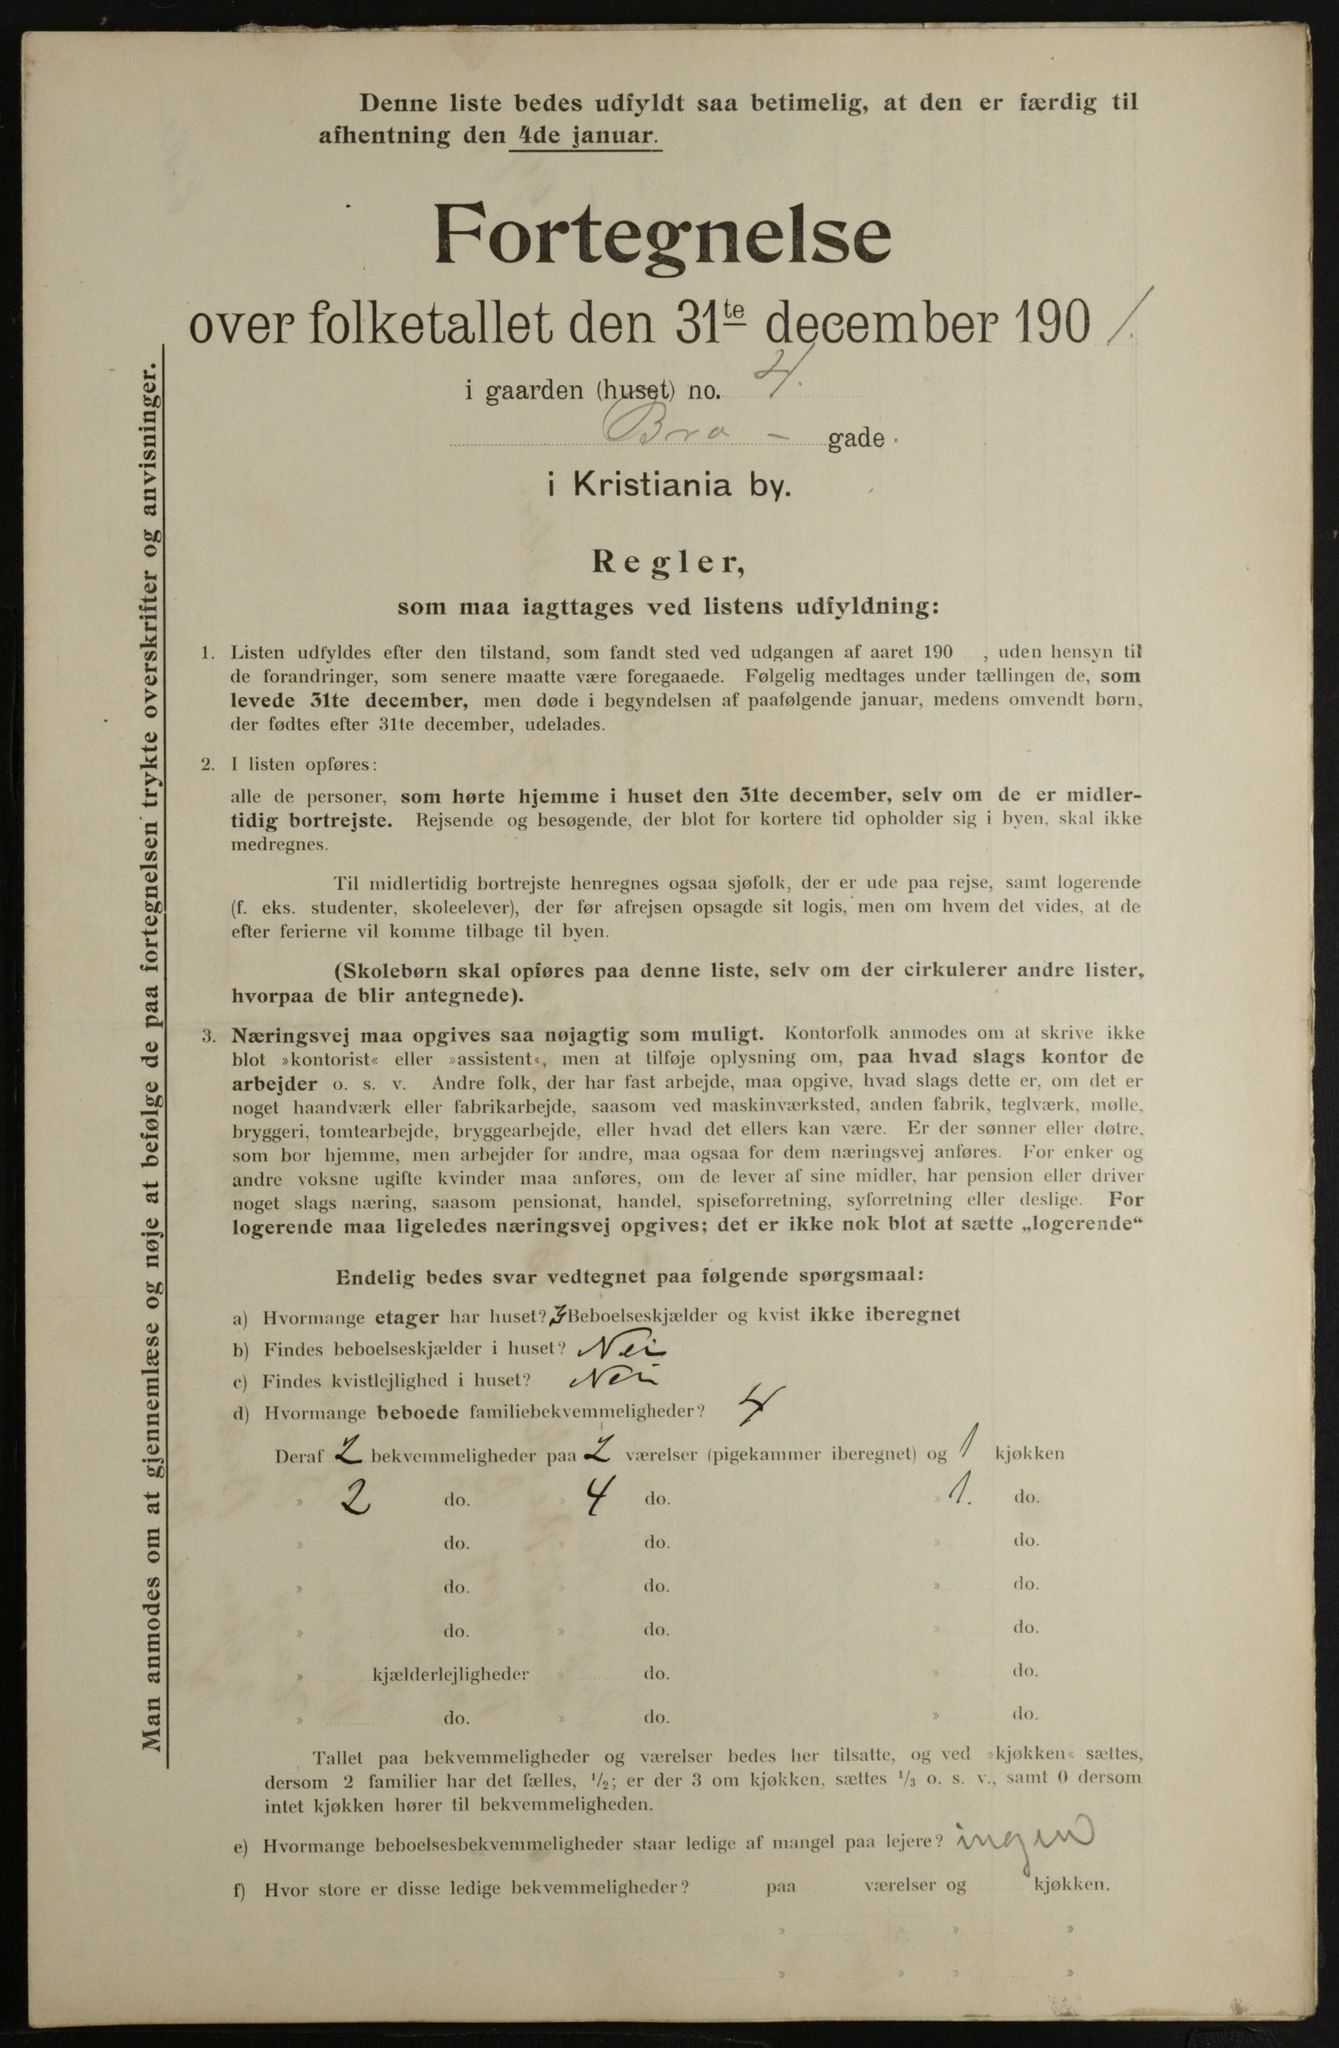 Denne liste bedes udfyldt saa betimelig, at den er færdig til
afhentning den 4de januar.
Fortegnelse
over folketallet den 31te december 1901.
i gaarden (huset) no. 4.
Bro - gade.
i Kristiania by.
Regler,
som maa iagttages ved listens udfyldning:
1. Listen udfyldes efter den tilstand, som fandt sted ved udgangen af aaret 190 , uden hensyn til
de forandringer, som senere maatte være foregaaede. Følgelig medtages under tællingen de, som
levede 31te december, men døde i begyndelsen af paafølgende januar, medens omvendt børn,
der fødtes efter 31te december, udelades.
2. I listen opføres:
alle de personer, som hørte hjemme i huset den 31te december, selv om de er midler-
tidig bortrejste. Rejsende og besøgende, der blot for kortere tid opholder sig i byen, skal ikke
medregnes.
Til midlertidig bortrejste henregnes ogsaa sjøfolk, der er ude paa rejse, samt logerende
(f. eks. studenter, skoleelever), der før afrejsen opsagde sit logis, men om hvem det vides, at de
efter ferierne vil komme tilbage til byen.
(Skolebørn skal opføres paa denne liste, selv om der cirkulerer andre lister,
hvorpaa de blir antegnede).
3. Næringsvej maa opgives saa nøjagtig som muligt. Kontorfolk anmodes om at skrive ikke
blot »kontorist« eller »assistent«, men at tilføje oplysning om, paa hvad slags kontor de
arbejder o. s. v. Andre folk, der har fast arbejde, maa opgive, hvad slags dette er, om det er
noget haandværk eller fabrikarbejde, saasom ved maskinværksted, anden fabrik, teglværk, mølle,
bryggeri, tomtearbejde, bryggearbejde, eller hvad det ellers kan være. Er der sønner eller døtre,
som bor hjemme, men arbejder for andre, maa ogsaa for dem næringsvej anføres. For enker og
andre voksne ugifte kvinder maa anføres, om de lever af sine midler, har pension eller driver
noget slags næring, saasom pensionat, handel, spiseforretning, syforretning eller deslige. For
logerende maa ligeledes næringsvej opgives; det er ikke nok blot at sætte „logerende“
Endelig bedes svar vedtegnet paa følgende spørgsmaal:
a) Hvormange etager har huset? 3 Beboelseskjælder og kvist ikke iberegnet
b) Findes beboelseskjælder i huset? Nei
c) Findes kvistlejlighed i huset? Nei
d) Hvormange beboede familiebekvemmeligheder? 4
Deraf 2 bekvemmeligheder paa 2 værelser (pigekammer iberegnet) og 1 kjøkken
» 2 do. » 4 do. » 1. do.
» do. » do. » do.
» do. » do. » do.
» do. » do. » do.
» kjælderlejligheder » do. » do.
» do. » do. » do.
Tallet paa bekvemmeligheder og værelser bedes her tilsatte, og ved »kjøkken« sættes,
dersom 2 familier har det fælles, 1/2; er der 3 om kjøkken, sættes 1/3 o. s. v., samt 0 dersom
intet kjøkken hører til bekvemmeligheden.
e) Hvormange beboelsesbekvemmeligheder staar ledige af mangel paa lejere? ingen
f) Hvor store er disse ledige bekvemmeligheder? paa værelser og kjøkken.
» » » »
» » » »
Man anmodes om at gjennemlæse og nøje at befølge de paa fortegnelsen trykte overskrifter og anvisninger.